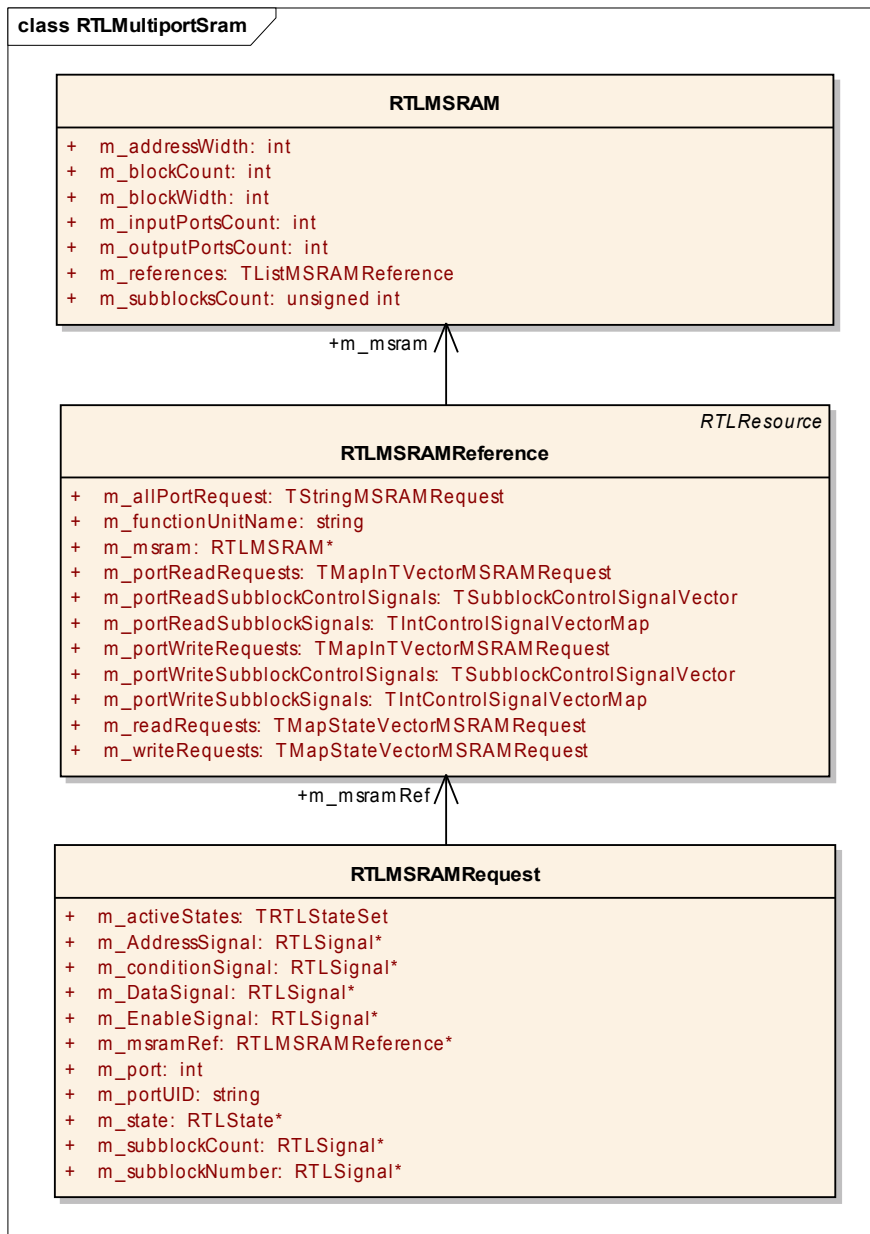 class RTLMultiportSram
RTLMSRAM
+ m_addressWidth: int
+ m_blockCount: int
+ m_blockWidth: int
+ m_inputPortsCount: int
+ m_outputPortsCount: int
+ m_references: TListMSRAMReference
+ m_subblocksCount: unsigned int
+m_msram
RTLResource
RTLMSRAMReference
+ m_allPortRequest: TStringMSRAMRequest
+ m_functionUnitName: string
+ m_msram: RTLMSRAM*
+ m_portReadRequests: TMapInTVectorMSRAMRequest
+ m_portReadSubblockControlSignals: TSubblockControlSignalVector
+ m_portReadSubblockSignals: TIntControlSignalVectorMap
+ m_portWriteRequests: TMapInTVectorMSRAMRequest
+ m_portWriteSubblockControlSignals: TSubblockControlSignalVector
+ m_portWriteSubblockSignals: TIntControlSignalVectorMap
+ m_readRequests: TMapStateVectorMSRAMRequest
+ m_writeRequests: TMapStateVectorMSRAMRequest
+m_msramRef
RTLMSRAMRequest
+ m_activeStates: TRTLStateSet
+ m_AddressSignal: RTLSignal*
+ m_conditionSignal: RTLSignal*
+ m_DataSignal: RTLSignal*
+ m_EnableSignal: RTLSignal*
+ m_msramRef: RTLMSRAMReference*
+ m_port: int
+ m_portUID: string
+ m_state: RTLState*
+ m_subblockCount: RTLSignal*
+ m_subblockNumber: RTLSignal*